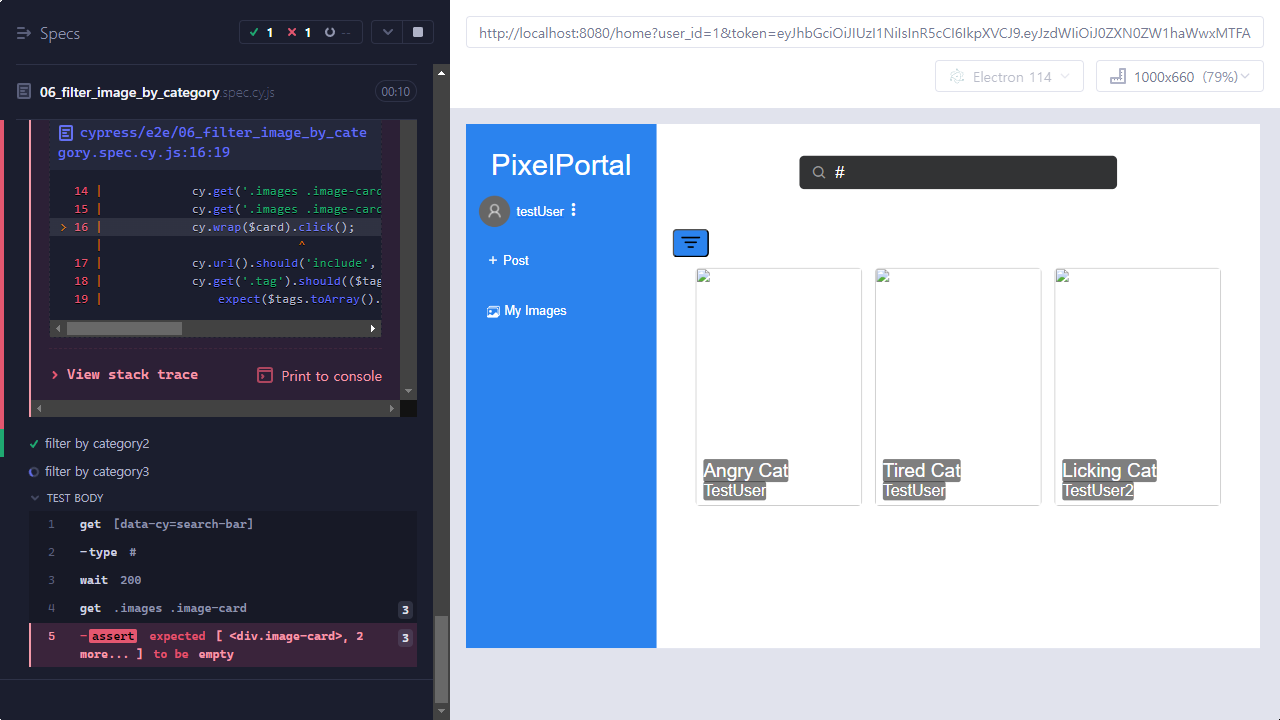 Specs
1
1
--
06_filter_image_by_category.spec.cy.js
00:10
cypress/e2e/06_filter_image_by_cate
gory.spec.cy.js:16:19
14 | cy.get('.images .image-card
15 | cy.get('.images .image-card
> 16 | cy.wrap($card).click();
| ^
17 | cy.url().should('include',
18 | cy.get('.tag').should(($tag
19 | expect($tags.toArray().
> View stack trace
Print to console
filter by category2
filter by category3
TEST BODY
1 get [data-cy=search-bar]
2 -type #
3 wait 200
4 get .images .image-card 3
5 -assert expected [ <div.image-card>, 2 3
more... ] to be empty
http://localhost:8080/home?user_id=1&token=eyJhbGciOiJIUzI1NiIsInR5cCI6IkpXVCJ9.eyJzdWIiOiJ0ZXN0ZW1haWwxMTFA
Electron 114
1000x660 (79%)
PixelPortal
testUser
+ Post
My Images
#
Angry Cat
TestUser
Tired Cat
TestUser
Licking Cat
TestUser2